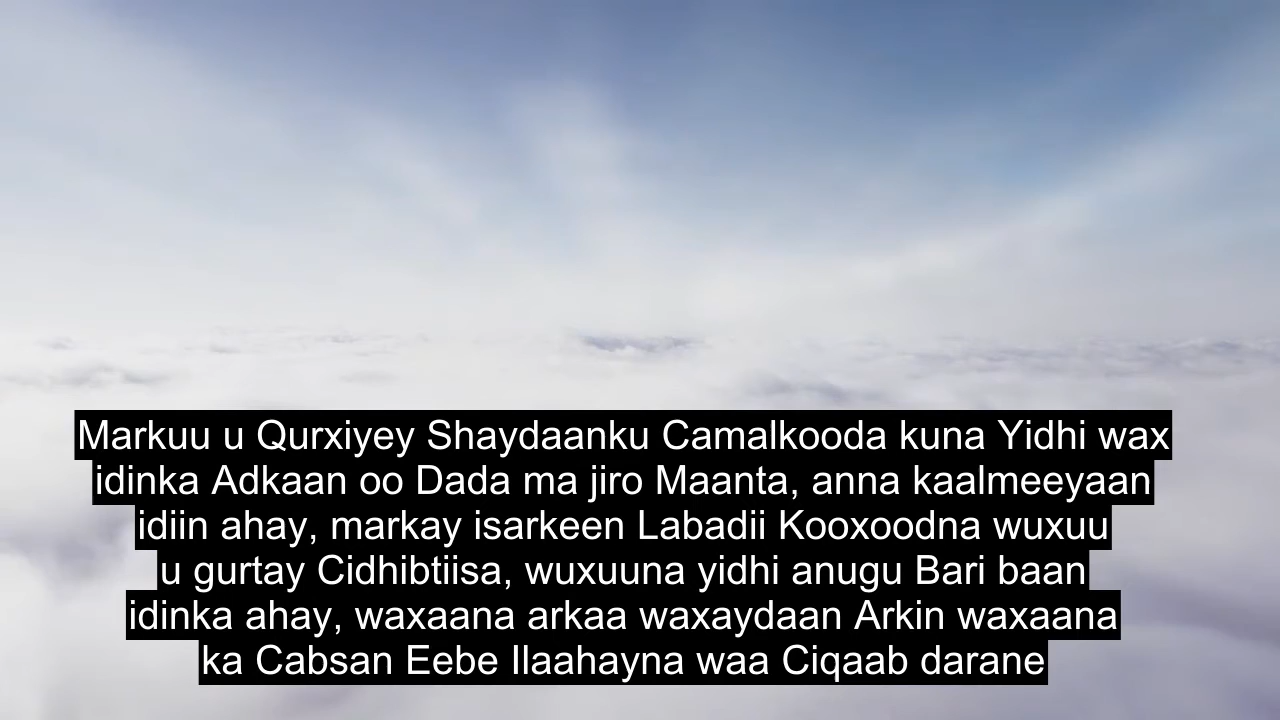 Markuu u Qurxiyey Shaydaanku Camalkooda kuna Yidhi wax
idinka Adkaan oo Dada ma jiro Maanta, anna kaalmeeyaan
idiin ahay, markay isarkeen Labadii Kooxoodna wuxuu
u gurtay Cidhibtiisa, wuxuuna yidhi anugu Bari baan
idinka ahay, waxaana arkaa waxaydaan Arkin waxaana
ka Cabsan Eebe Ilaahayna waa Ciqaab darane